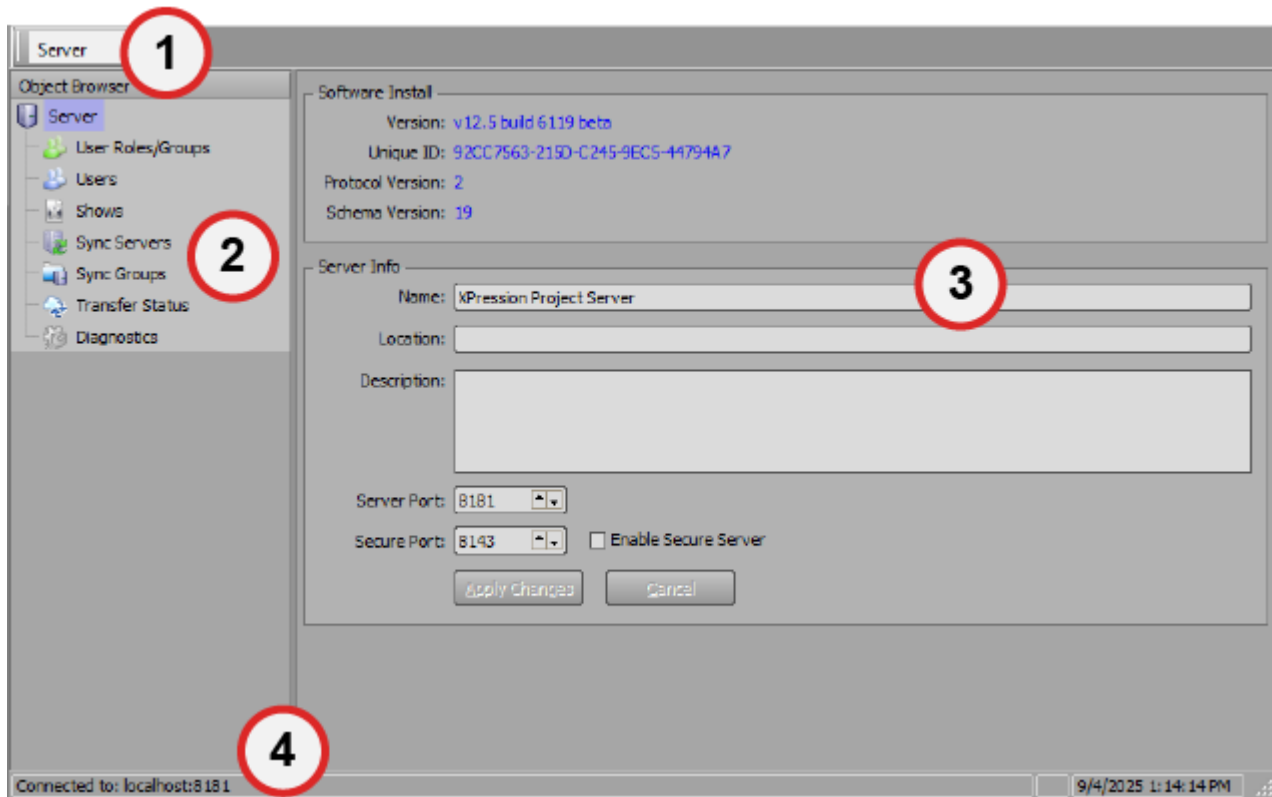 Server
1
Object Browser
Server
User Roles/Groups
Users
Shows
Sync Servers
Sync Groups
Transfer Status
Diagnostics
2
Software Install
Version: v12.5 build 6119 beta
Unique ID: 92CC7563-215D-C245-9EC5-44794A7
Protocol Version: 2
Schema Version: 19
Server Info
3
Name: XPression Project Server
Location:
Description:
Server Port: 8181
Secure Port: 8143 Enable Secure Server
Apply Changes Cancel
4
Connected to: localhost:8181 9/4/2025 1:14:14 PM